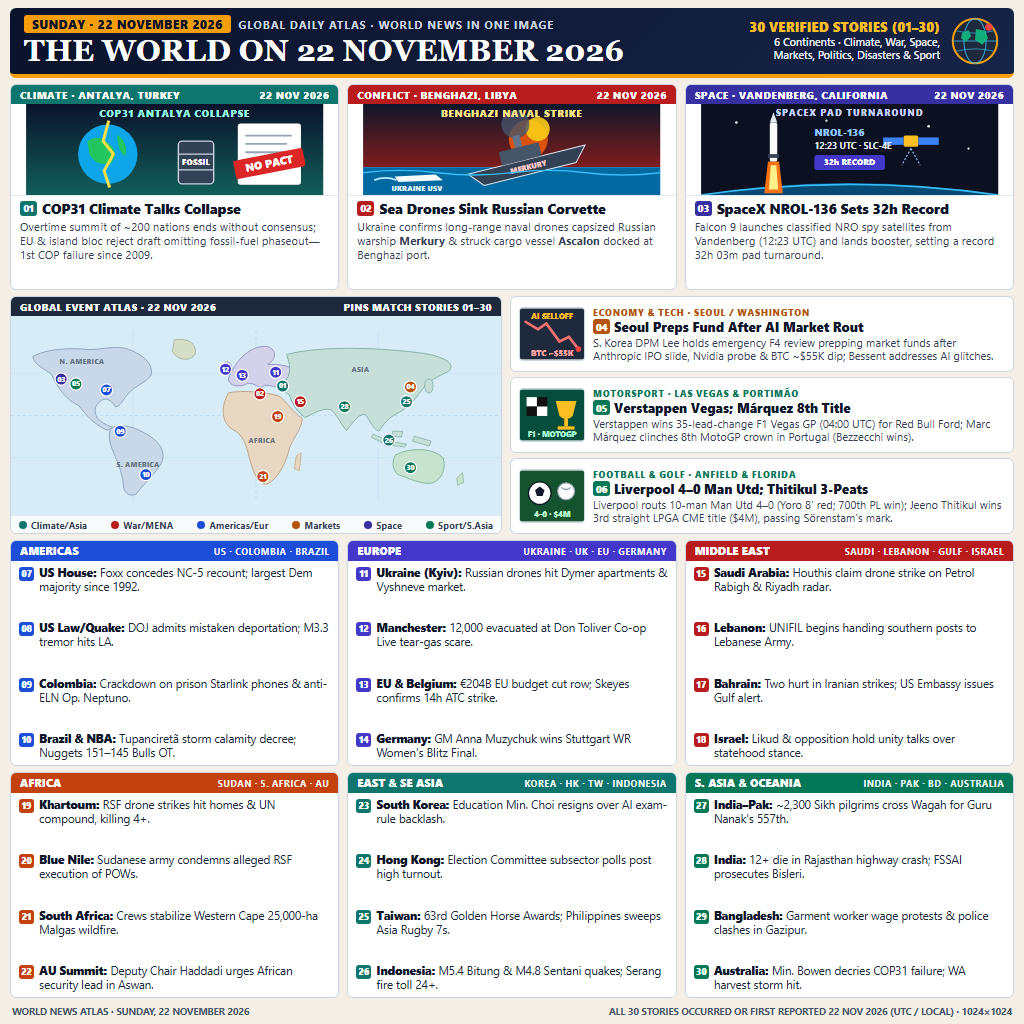 SUNDAY · 22 NOVEMBER 2026
GLOBAL DAILY ATLAS · WORLD NEWS IN ONE IMAGE
THE WORLD ON 22 NOVEMBER 2026
30 VERIFIED STORIES (01–30)
6 Continents · Climate, War, Space,
Markets, Politics, Disasters & Sport
CLIMATE · ANTALYA, TURKEY
22 NOV 2026
COP31 ANTALYA COLLAPSE
FOSSIL
NO PACT
01 COP31 Climate Talks Collapse
Overtime summit of ~200 nations ends without consensus;
EU & island bloc reject draft omitting fossil-fuel phaseout—
1st COP failure since 2009.
CONFLICT · BENGHAZI, LIBYA
22 NOV 2026
BENGHAZI NAVAL STRIKE
MERKURY
UKRAINE USV
02 Sea Drones Sink Russian Corvette
Ukraine confirms long-range naval drones capsized Russian
warship Merkury & struck cargo vessel Ascalon docked at
Benghazi port.
SPACE · VANDENBERG, CALIFORNIA
22 NOV 2026
SPACEX PAD TURNAROUND
NROL-136
12:23 UTC · SLC-4E
32h RECORD
03 SpaceX NROL-136 Sets 32h Record
Falcon 9 launches classified NRO spy satellites from
Vandenberg (12:23 UTC) and lands booster, setting a record
32h 03m pad turnaround.
GLOBAL EVENT ATLAS · 22 NOV 2026
PINS MATCH STORIES 01–30
N. AMERICA
ASIA
AFRICA
S. AMERICA
03
05
07
09
10
12
13
11
01
02
15
19
21
28
04
25
26
30
Climate/Asia
War/MENA
Americas/Eur
Markets
Space
Sport/S.Asia
AI SELLOFF
BTC ~$55K
ECONOMY & TECH · SEOUL / WASHINGTON
04 Seoul Preps Fund After AI Market Rout
S. Korea DPM Lee holds emergency F4 review prepping market funds after
Anthropic IPO slide, Nvidia probe & BTC ~$55K dip; Bessent addresses AI glitches.
F1 · MOTOGP
MOTORSPORT · LAS VEGAS & PORTIMÃO
05 Verstappen Vegas; Márquez 8th Title
Verstappen wins 35-lead-change F1 Vegas GP (04:00 UTC) for Red Bull Ford; Marc
Márquez clinches 8th MotoGP crown in Portugal (Bezzecchi wins).
4–0 · $4M
FOOTBALL & GOLF · ANFIELD & FLORIDA
06 Liverpool 4–0 Man Utd; Thitikul 3-Peats
Liverpool routs 10-man Man Utd 4–0 (Yoro 8' red; 700th PL win); Jeeno Thitikul wins
3rd straight LPGA CME title ($4M), passing Sörenstam's mark.
AMERICAS
US · COLOMBIA · BRAZIL
07 US House: Foxx concedes NC-5 recount; largest Dem
majority since 1992.
08 US Law/Quake: DOJ admits mistaken deportation; M3.3
tremor hits LA.
09 Colombia: Crackdown on prison Starlink phones & anti-
ELN Op. Neptuno.
10 Brazil & NBA: Tupanciretã storm calamity decree;
Nuggets 151–145 Bulls OT.
EUROPE
UKRAINE · UK · EU · GERMANY
11 Ukraine (Kyiv): Russian drones hit Dymer apartments &
Vyshneve market.
12 Manchester: 12,000 evacuated at Don Toliver Co-op
Live tear-gas scare.
13 EU & Belgium: €204B EU budget cut row; Skeyes
confirms 14h ATC strike.
14 Germany: GM Anna Muzychuk wins Stuttgart WR
Women's Blitz Final.
MIDDLE EAST
SAUDI · LEBANON · GULF · ISRAEL
15 Saudi Arabia: Houthis claim drone strike on Petrol
Rabigh & Riyadh radar.
16 Lebanon: UNIFIL begins handing southern posts to
Lebanese Army.
17 Bahrain: Two hurt in Iranian strikes; US Embassy issues
Gulf alert.
18 Israel: Likud & opposition hold unity talks over
statehood stance.
AFRICA
SUDAN · S. AFRICA · AU
19 Khartoum: RSF drone strikes hit homes & UN
compound, killing 4+.
20 Blue Nile: Sudanese army condemns alleged RSF
execution of POWs.
21 South Africa: Crews stabilize Western Cape 25,000-ha
Malgas wildfire.
22 AU Summit: Deputy Chair Haddadi urges African
security lead in Aswan.
EAST & SE ASIA
KOREA · HK · TW · INDONESIA
23 South Korea: Education Min. Choi resigns over AI exam-
rule backlash.
24 Hong Kong: Election Committee subsector polls post
high turnout.
25 Taiwan: 63rd Golden Horse Awards; Philippines sweeps
Asia Rugby 7s.
26 Indonesia: M5.4 Bitung & M4.8 Sentani quakes; Serang
fire toll 24+.
S. ASIA & OCEANIA
INDIA · PAK · BD · AUSTRALIA
27 India–Pak: ~2,300 Sikh pilgrims cross Wagah for Guru
Nanak's 557th.
28 India: 12+ die in Rajasthan highway crash; FSSAI
prosecutes Bisleri.
29 Bangladesh: Garment worker wage protests & police
clashes in Gazipur.
30 Australia: Min. Bowen decries COP31 failure; WA
harvest storm hit.
WORLD NEWS ATLAS · SUNDAY, 22 NOVEMBER 2026
ALL 30 STORIES OCCURRED OR FIRST REPORTED 22 NOV 2026 (UTC / LOCAL) · 1024×1024